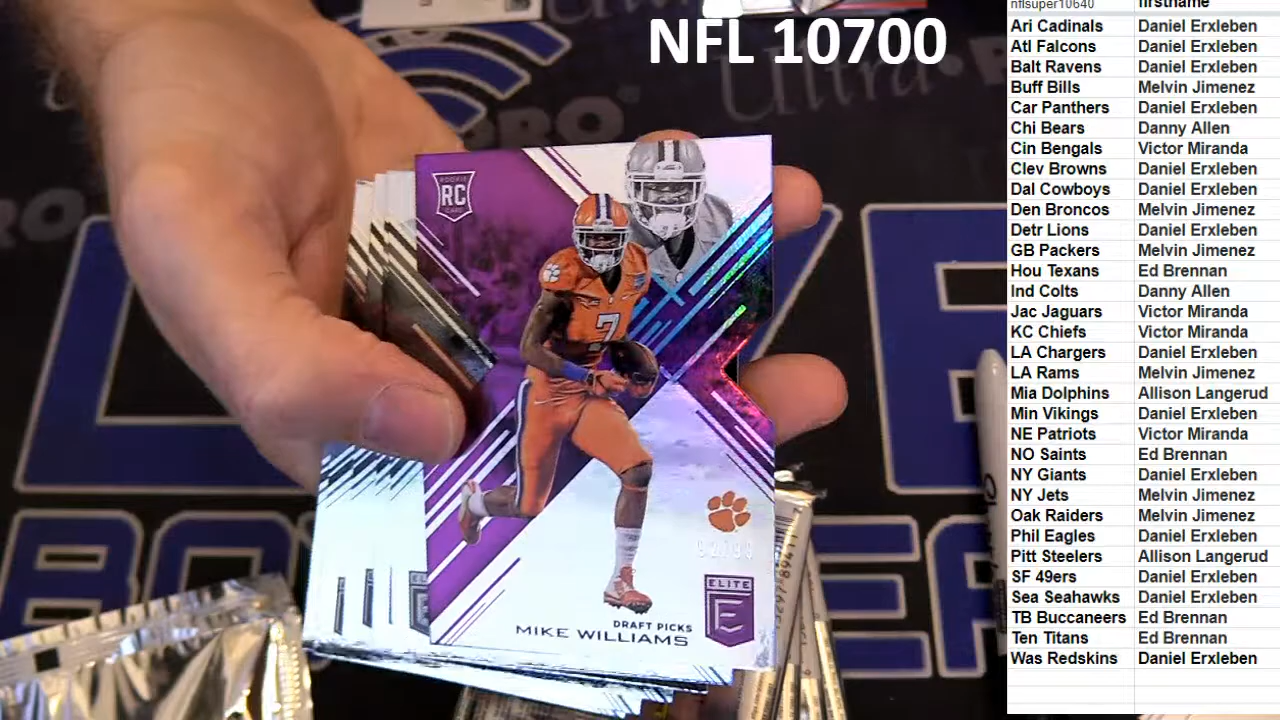 NFL 10700
nflsuper10640 firstname
Ari Cadinals Daniel Erxleben
Atl Falcons Daniel Erxleben
Balt Ravens Daniel Erxleben
Buff Bills Melvin Jimenez
Car Panthers Daniel Erxleben
Chi Bears Danny Allen
Cin Bengals Victor Miranda
Clev Browns Daniel Erxleben
Dal Cowboys Daniel Erxleben
Den Broncos Melvin Jimenez
Detr Lions Daniel Erxleben
GB Packers Melvin Jimenez
Hou Texans Ed Brennan
Ind Colts Danny Allen
Jac Jaguars Victor Miranda
KC Chiefs Victor Miranda
LA Chargers Daniel Erxleben
LA Rams Melvin Jimenez
Mia Dolphins Allison Langerud
Min Vikings Daniel Erxleben
NE Patriots Victor Miranda
NO Saints Ed Brennan
NY Giants Daniel Erxleben
NY Jets Melvin Jimenez
Oak Raiders Melvin Jimenez
Phil Eagles Daniel Erxleben
Pitt Steelers Allison Langerud
SF 49ers Daniel Erxleben
Sea Seahawks Daniel Erxleben
TB Buccaneers Ed Brennan
Ten Titans Ed Brennan
Was Redskins Daniel Erxleben
Ultra
PRO
ROOKIE
RC
CARD
7
ELITE
E
DRAFT PICKS
MIKE WILLIAMS